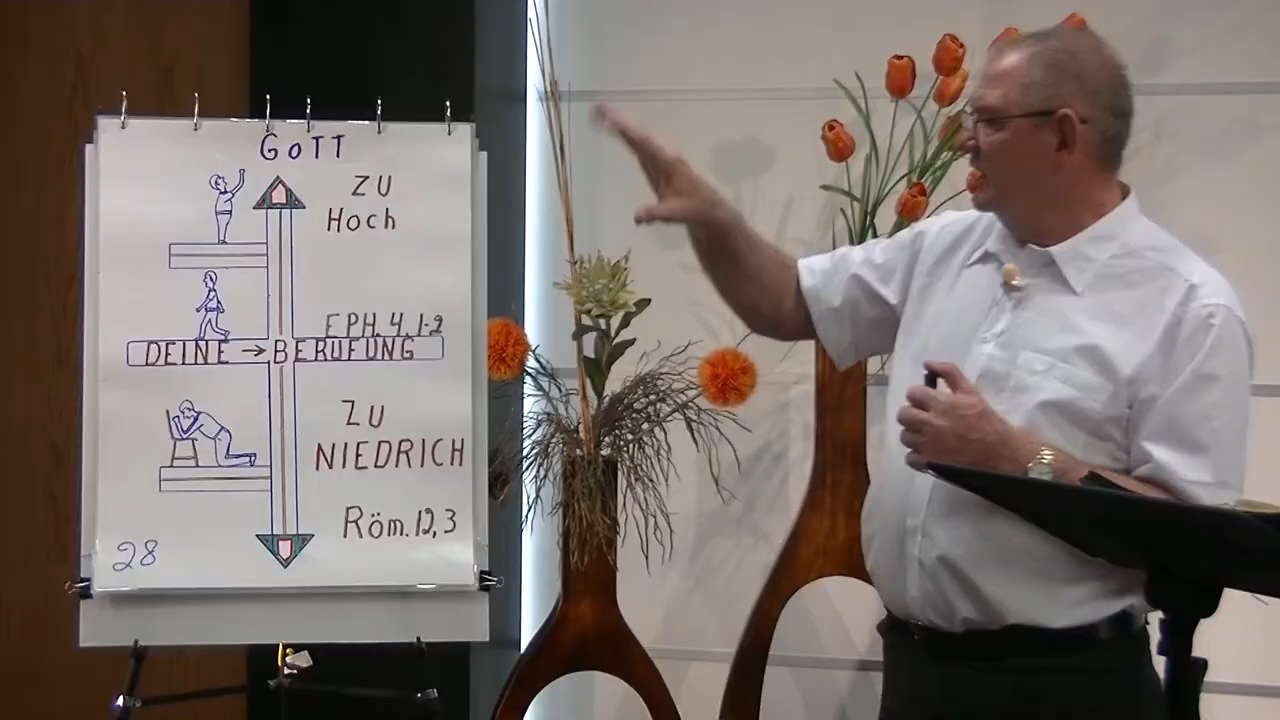 GOTT
ZU
HOCH
EPH. 4, 1-2
DEINE → BERUFUNG
ZU
NIEDRICH
Röm. 12, 3
28